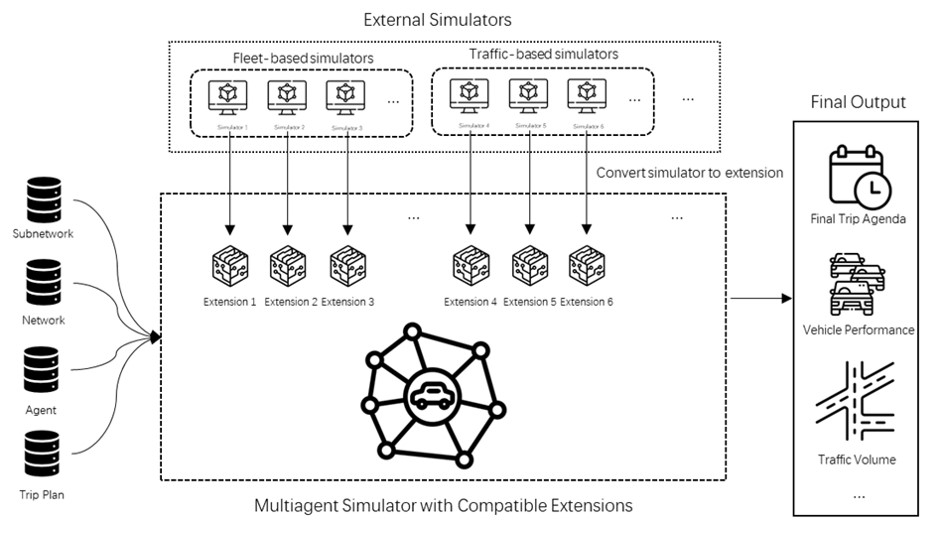 External Simulators
Fleet-based simulators
Traffic-based simulators
Simulator 1
Simulator 2
Simulator 3
...
Simulator 4
Simulator 5
Simulator 6
...
...
Final Output
Convert simulator to extension
Subnetwork
Network
Agent
Trip Plan
...
...
Extension 1
Extension 2
Extension 3
Extension 4
Extension 5
Extension 6
Final Trip Agenda
Vehicle Performance
Traffic Volume
...
Multiagent Simulator with Compatible Extensions